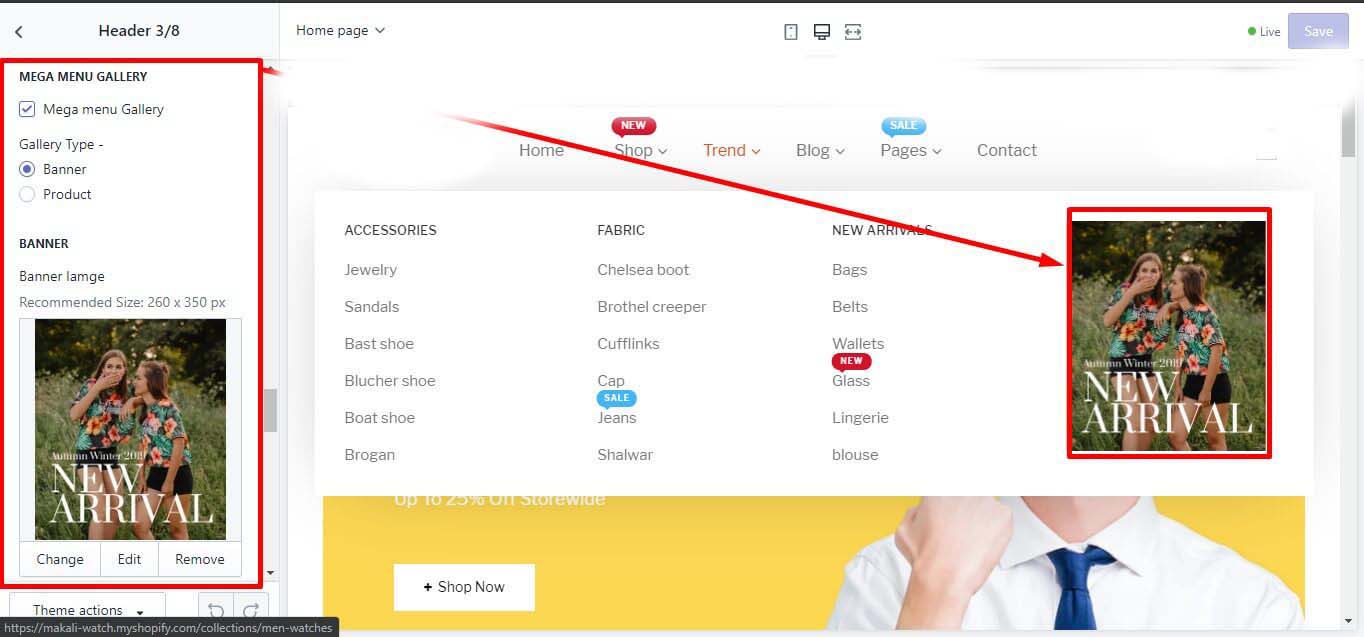 Header 3/8
Home page
Live
Save
MEGA MENU GALLERY
Mega menu Gallery
Gallery Type -
Banner
Product
BANNER
Banner Iamge
Recommended Size: 260 x 350 px
Autumn Winter 2019
NEW
ARRIVAL
Change Edit Remove
Theme actions
https://makali-watch.myshopify.com/collections/men-watches
NEW
SALE
Home Shop Trend Blog Pages Contact
ACCESSORIES
Jewelry
Sandals
Bast shoe
Blucher shoe
Boat shoe
Brogan
FABRIC
Chelsea boot
Brothel creeper
Cufflinks
Cap
SALE
Jeans
Shalwar
NEW ARRIVALS
Bags
Belts
Wallets
NEW
Glass
Lingerie
blouse
Autumn Winter 2019
NEW
ARRIVAL
Up To 25% Off Storewide
+ Shop Now